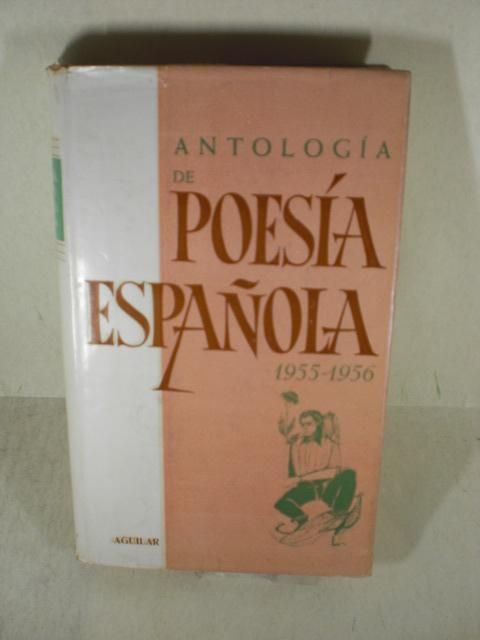 ANTOLOGÍA
DE
POESÍA
ESPAÑOLA
1955-1956
AGUILAR